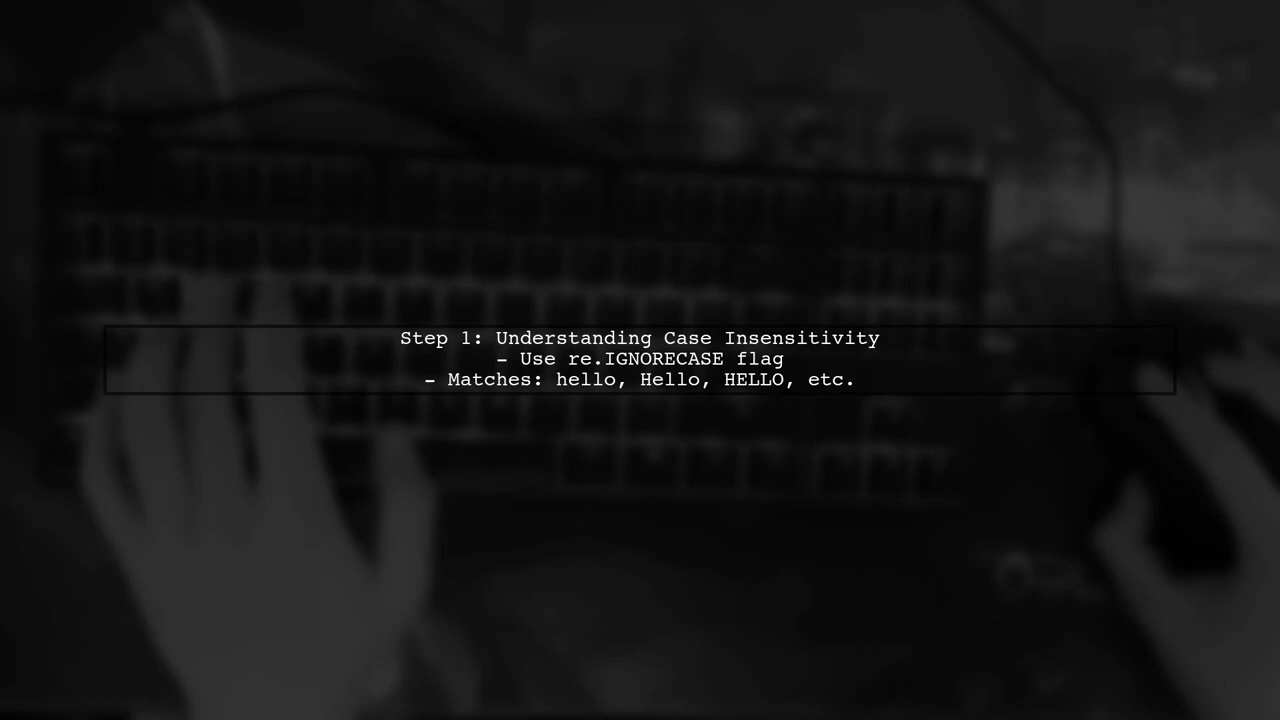 Step 1: Understanding Case Insensitivity
– Use re.IGNORECASE flag
– Matches: hello, Hello, HELLO, etc.